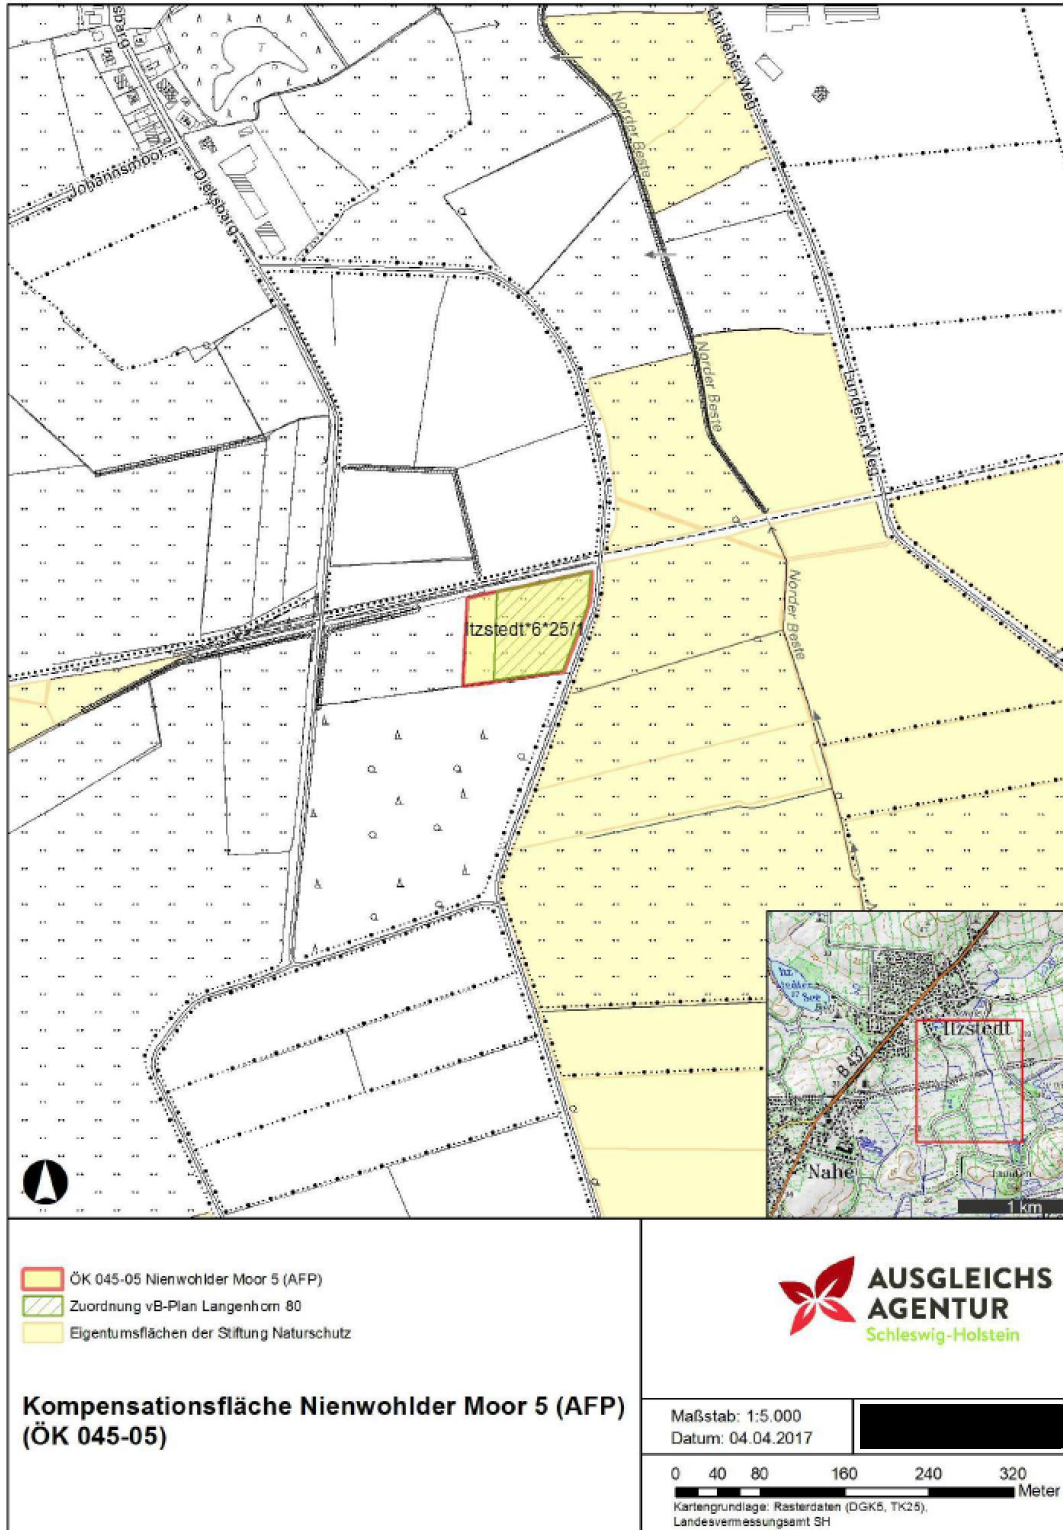 Lundener-Weg
Norder Beste
Johannsmoor
Dieksbarg
Norder Beste
Lundener-Weg
Norder Beste
Itzstedt*6*25/1
See
Itzstedt
B 432
Nahe
1 km
ÖK 045-05 Nienwohlder Moor 5 (AFP)
Zuordnung vB-Plan Langenhorn 80
Eigentumsflächen der Stiftung Naturschutz
Kompensationsfläche Nienwohlder Moor 5 (AFP)
(ÖK 045-05)
AUSGLEICHS
AGENTUR
Schleswig-Holstein
Maßstab: 1:5.000
Datum: 04.04.2017
0 40 80 160 240 320
Meter
Kartengrundlage: Rasterdaten (DGK5, TK25),
Landesvermessungsamt SH